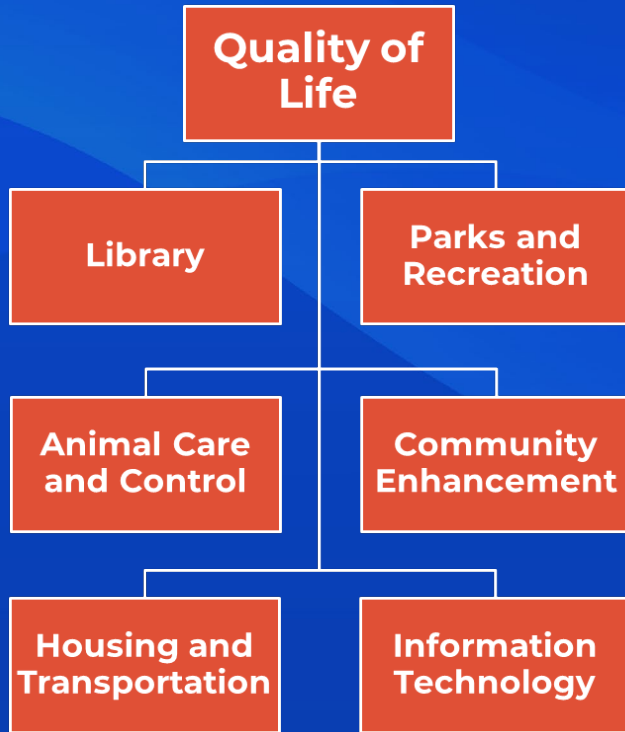 Quality of
Life
Library
Parks and
Recreation
Animal Care
and Control
Community
Enhancement
Housing and
Transportation
Information
Technology